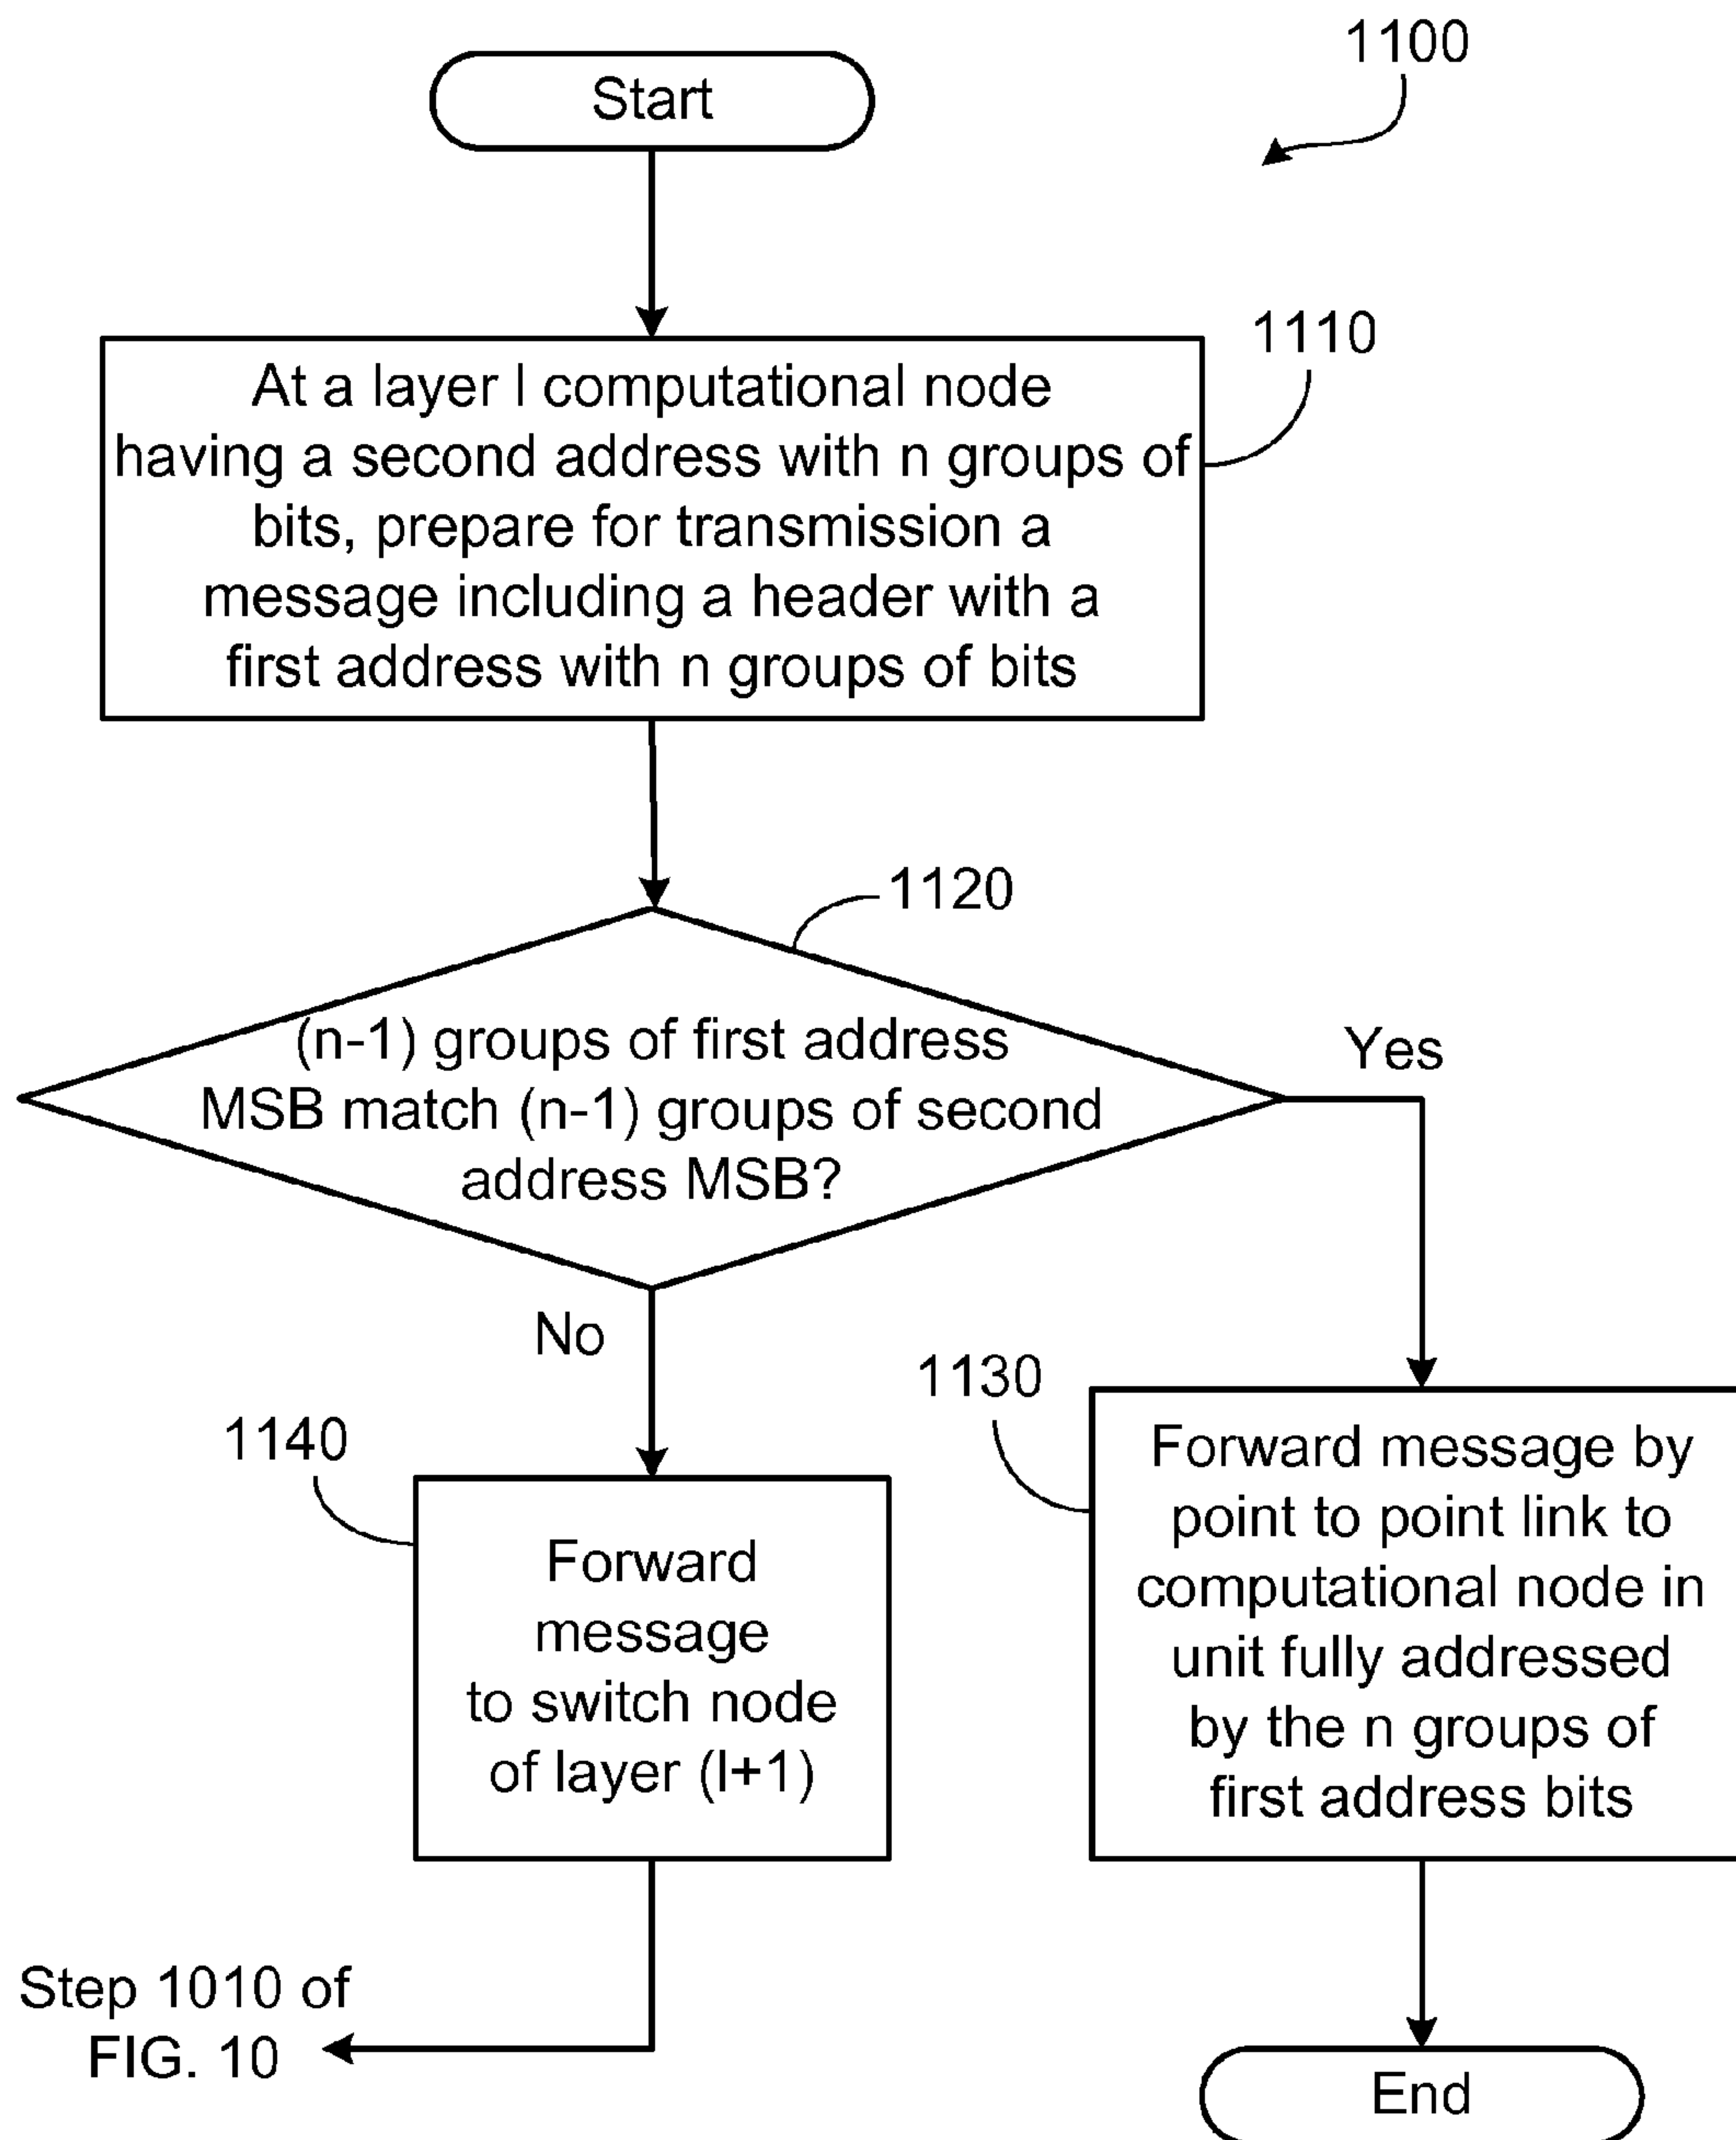 1100
Start
1110
At a layer l computational node
having a second address with n groups of
bits, prepare for transmission a
message including a header with a
first address with n groups of bits
1120
(n-1) groups of first address
MSB match (n-1) groups of second
address MSB?
Yes
No
1130
1140
Forward message by
point to point link to
computational node in
unit fully addressed
by the n groups of
first address bits
Forward
message
to switch node
of layer (l+1)
Step 1010 of
FIG. 10
End